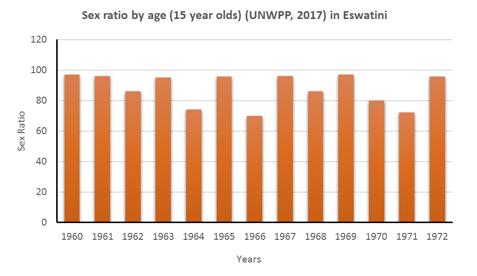 Sex ratio by age (15 year olds) (UNWPP, 2017) in Eswatini
120
100
80
60
40
20
0
Sex Ratio
1960 1961 1962 1963 1964 1965 1966 1967 1968 1969 1970 1971 1972
Years